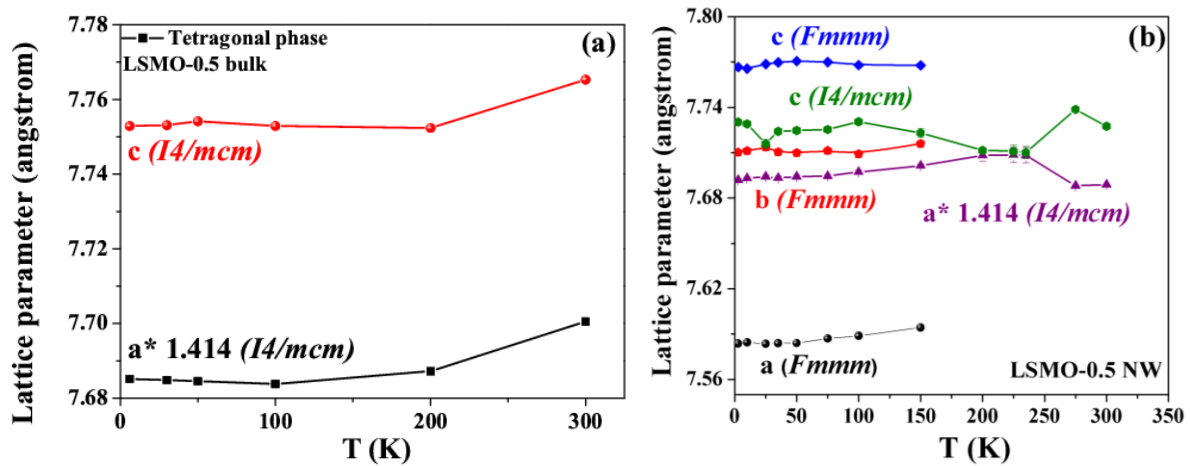 7.78
7.76
7.74
7.72
7.70
7.68
Lattice parameter (angstrom)
Tetragonal phase
LSMO-0.5 bulk
(a)
c (I4/mcm)
a* 1.414 (I4/mcm)
0 100 200 300
T (K)
7.80
7.74
7.68
7.62
7.56
Lattice parameter (angstrom)
(b)
c (Fmmm)
c (I4/mcm)
b (Fmmm)
a* 1.414 (I4/mcm)
a (Fmmm)
LSMO-0.5 NW
0 50 100 150 200 250 300 350
T (K)